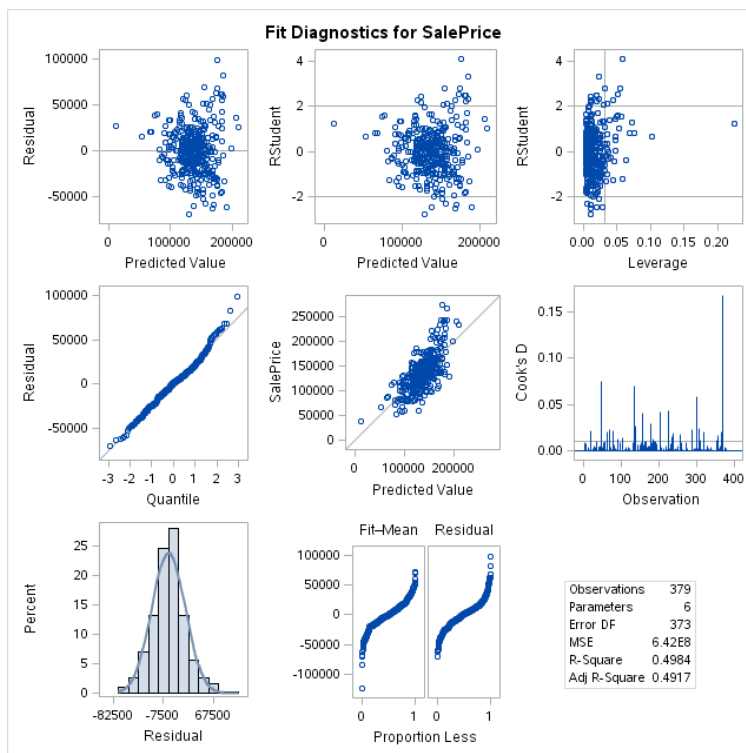 Fit Diagnostics for SalePrice
100000
50000
0
-50000
Residual
0 100000 200000
Predicted Value
4
2
0
-2
RStudent
0 100000 200000
Predicted Value
4
2
0
-2
RStudent
0.00 0.05 0.10 0.15 0.20
Leverage
100000
50000
0
-50000
Residual
-3 -2 -1 0 1 2 3
Quantile
250000
200000
150000
100000
50000
0
SalePrice
0 100000 200000
Predicted Value
0.15
0.10
0.05
0.00
Cook's D
0 100 200 300 400
Observation
25
20
15
10
5
0
Percent
-82500 -7500 67500
Residual
Fit–Mean Residual
100000
50000
0
-50000
-100000
0 1 0 1
Proportion Less
Observations 379
Parameters 6
Error DF 373
MSE 6.42E8
R-Square 0.4984
Adj R-Square 0.4917